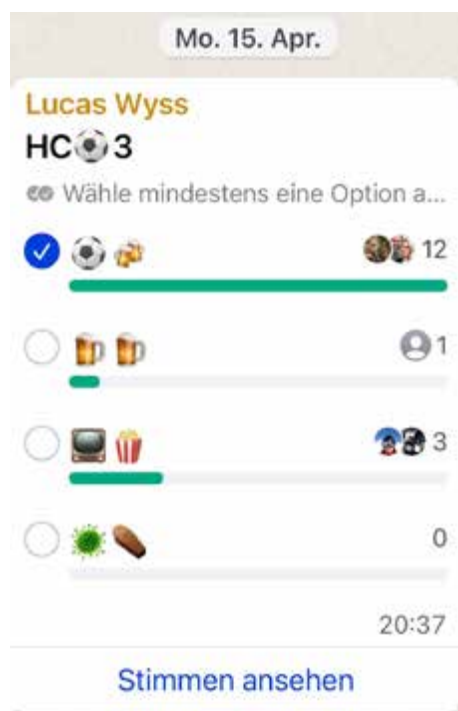 Mo. 15. Apr.
Lucas Wyss
HC⚽3
Wähle mindestens eine Option a...
⚽🍻 12
🍺🍺 1
📺🍿 3
🦠⚰️ 0
20:37
Stimmen ansehen